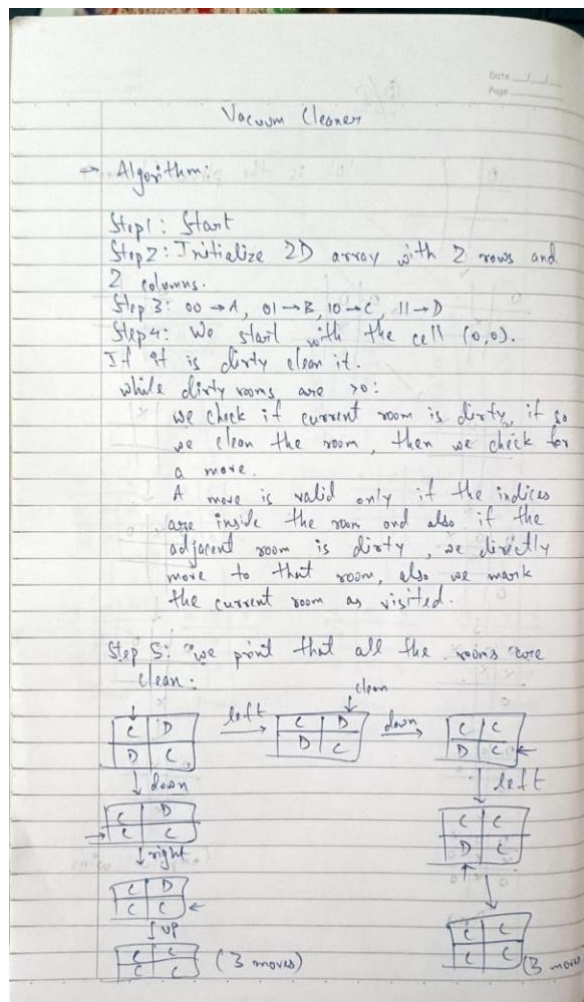 Date
Page
Vacuum Cleaner
→ Algorithm:
Step1: Start
Step2: Initialize 2D array with 2 rows and
2 columns.
Step 3: 00 → A, 01 → B, 10 → C, 11 → D
Step4: We start with the cell (0,0).
If it is dirty clean it.
while dirty rooms are >0:
we check if current room is dirty, if so
we clean the room, then we check for
a move.
A move is valid only if the indices
are inside the room and also if the
adjacent room is dirty, we directly
move to that room, also we mark
the current room as visited.
Step 5: we print that all the rooms are
clean:
clean
C D left C D down C C
D C D C D C
down left
C D C C
C C D C
right
C D
C C C C
up C C
C C (3 moves) (3 moves
C C